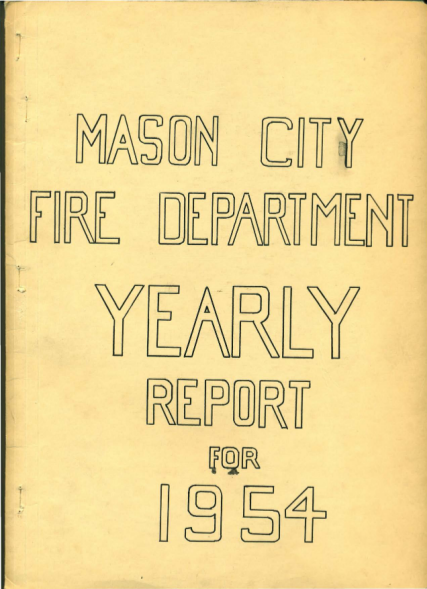 MASON CITY
FIRE DEPARTMENT
YEARLY
REPORT
FOR
1954